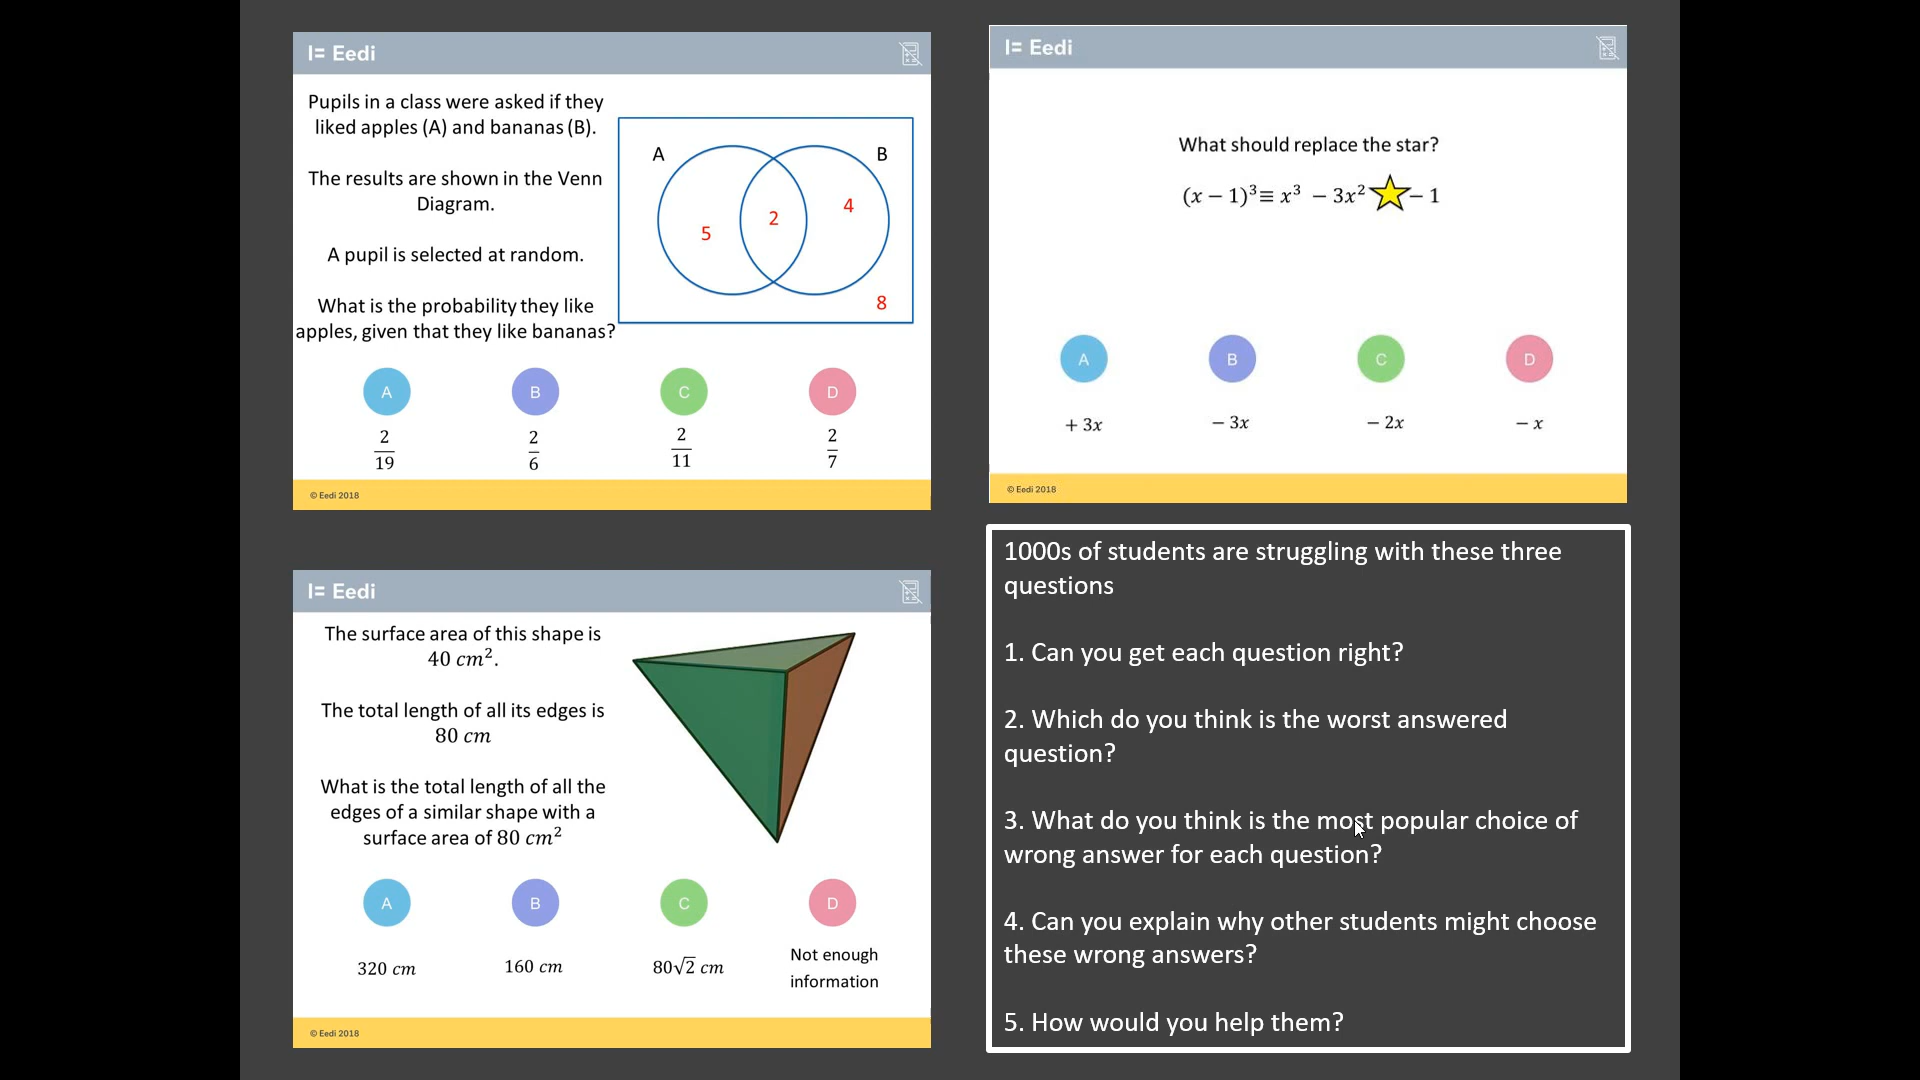 I= Eedi
Pupils in a class were asked if they
liked apples (A) and bananas (B).
The results are shown in the Venn
Diagram.
A pupil is selected at random.
What is the probability they like
apples, given that they like bananas?
A
B
5
2
4
8
A B C D
2/19 2/6 2/11 2/7
© Eedi 2018
I= Eedi
What should replace the star?
(x − 1)³ ≡ x³ − 3x² ★ − 1
A B C D
+ 3x − 3x − 2x − x
© Eedi 2018
I= Eedi
The surface area of this shape is
40 cm².
The total length of all its edges is
80 cm
What is the total length of all the
edges of a similar shape with a
surface area of 80 cm²
A B C D
320 cm 160 cm 80√2 cm Not enough
information
© Eedi 2018
1000s of students are struggling with these three
questions
1. Can you get each question right?
2. Which do you think is the worst answered
question?
3. What do you think is the most popular choice of
wrong answer for each question?
4. Can you explain why other students might choose
these wrong answers?
5. How would you help them?